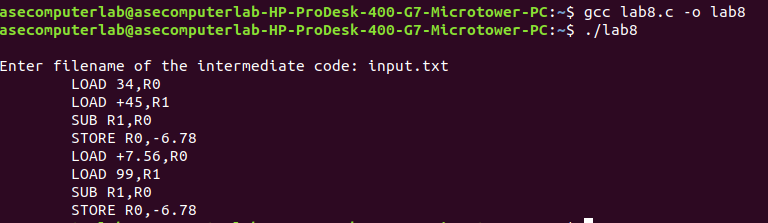 asecomputerlab@asecomputerlab-HP-ProDesk-400-G7-Microtower-PC:~$ gcc lab8.c -o lab8
asecomputerlab@asecomputerlab-HP-ProDesk-400-G7-Microtower-PC:~$ ./lab8
Enter filename of the intermediate code: input.txt
LOAD 34,R0
LOAD +45,R1
SUB R1,R0
STORE R0,-6.78
LOAD +7.56,R0
LOAD 99,R1
SUB R1,R0
STORE R0,-6.78